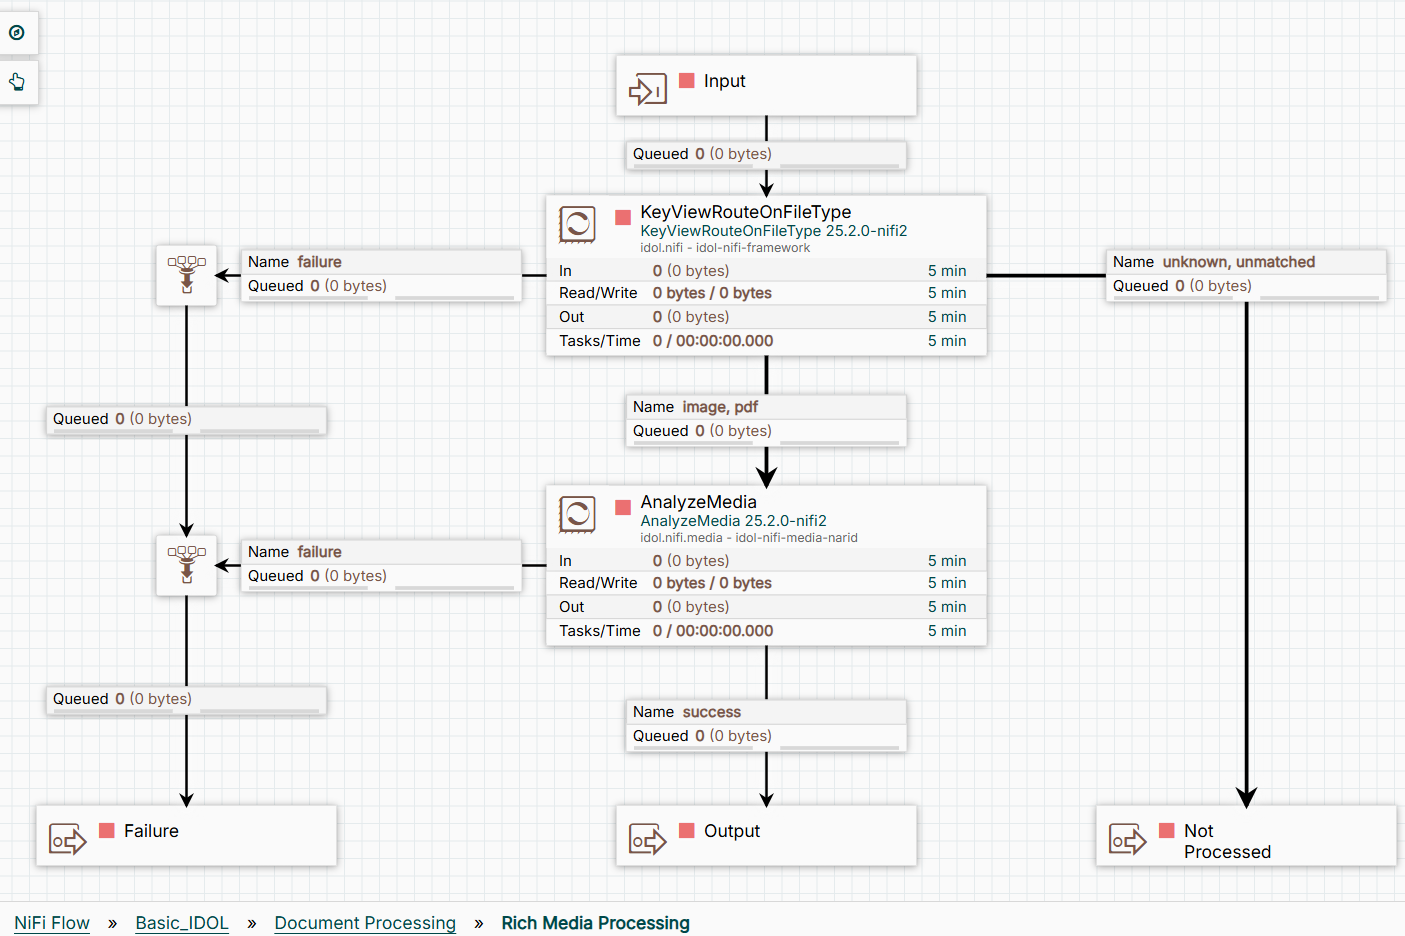 Input
Queued 0 (0 bytes)
KeyViewRouteOnFileType
KeyViewRouteOnFileType 25.2.0-nifi2
idol.nifi - idol-nifi-framework
In 0 (0 bytes) 5 min
Read/Write 0 bytes / 0 bytes 5 min
Out 0 (0 bytes) 5 min
Tasks/Time 0 / 00:00:00.000 5 min
Name failure
Queued 0 (0 bytes)
Name unknown, unmatched
Queued 0 (0 bytes)
Name image, pdf
Queued 0 (0 bytes)
Queued 0 (0 bytes)
AnalyzeMedia
AnalyzeMedia 25.2.0-nifi2
idol.nifi.media - idol-nifi-media-narid
In 0 (0 bytes) 5 min
Read/Write 0 bytes / 0 bytes 5 min
Out 0 (0 bytes) 5 min
Tasks/Time 0 / 00:00:00.000 5 min
Name failure
Queued 0 (0 bytes)
Queued 0 (0 bytes)
Name success
Queued 0 (0 bytes)
Failure
Output
Not
Processed
NiFi Flow » Basic_IDOL » Document Processing » Rich Media Processing